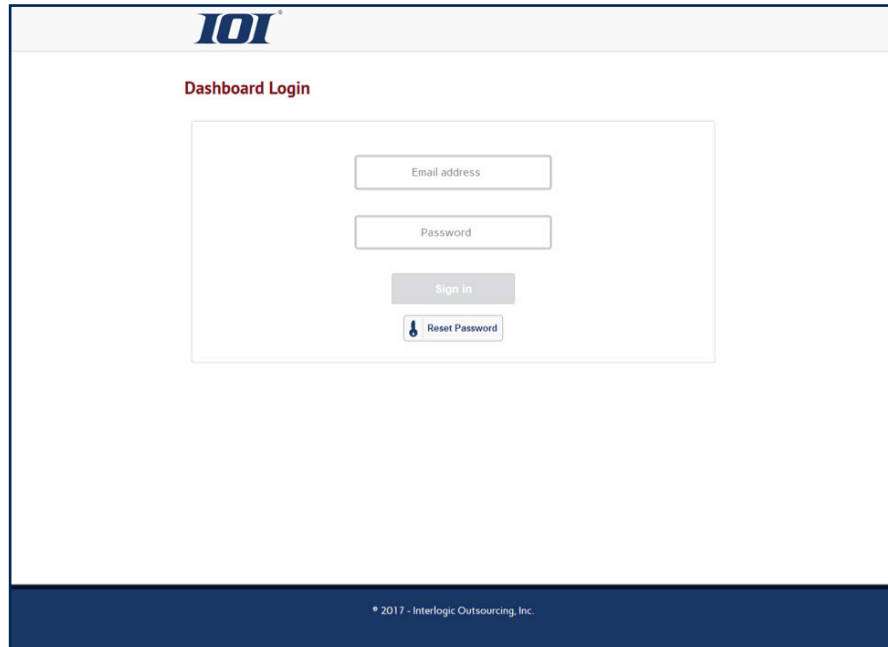 IOI®
Dashboard Login
Email address
Password
Sign in
Reset Password
© 2017 - Interlogic Outsourcing, Inc.